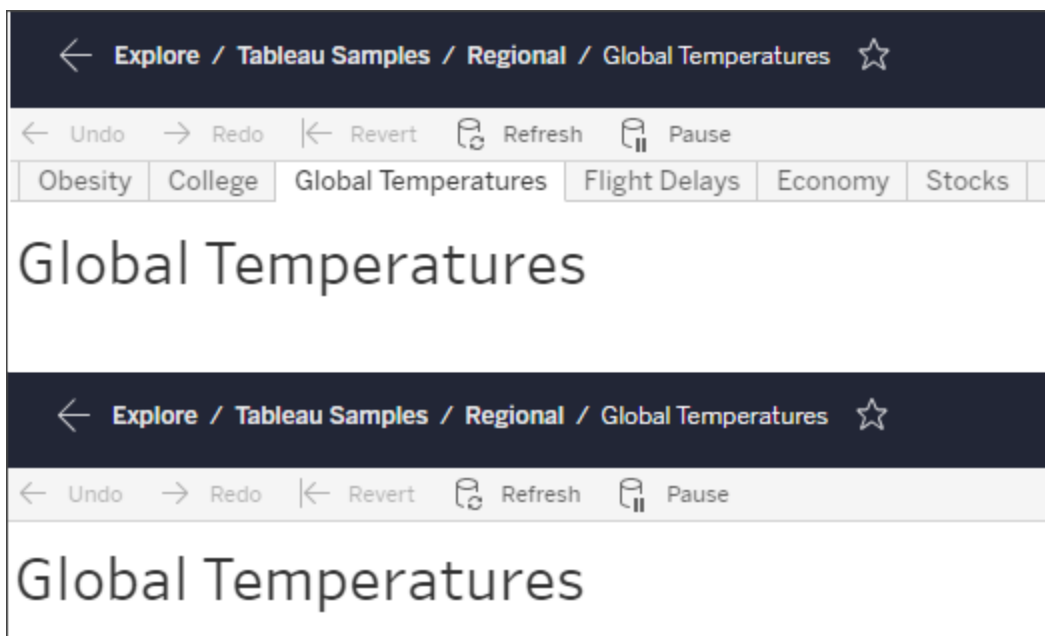 Explore / Tableau Samples / Regional / Global Temperatures
Undo Redo Revert Refresh Pause
Obesity College Global Temperatures Flight Delays Economy Stocks
Global Temperatures
Explore / Tableau Samples / Regional / Global Temperatures
Undo Redo Revert Refresh Pause
Global Temperatures